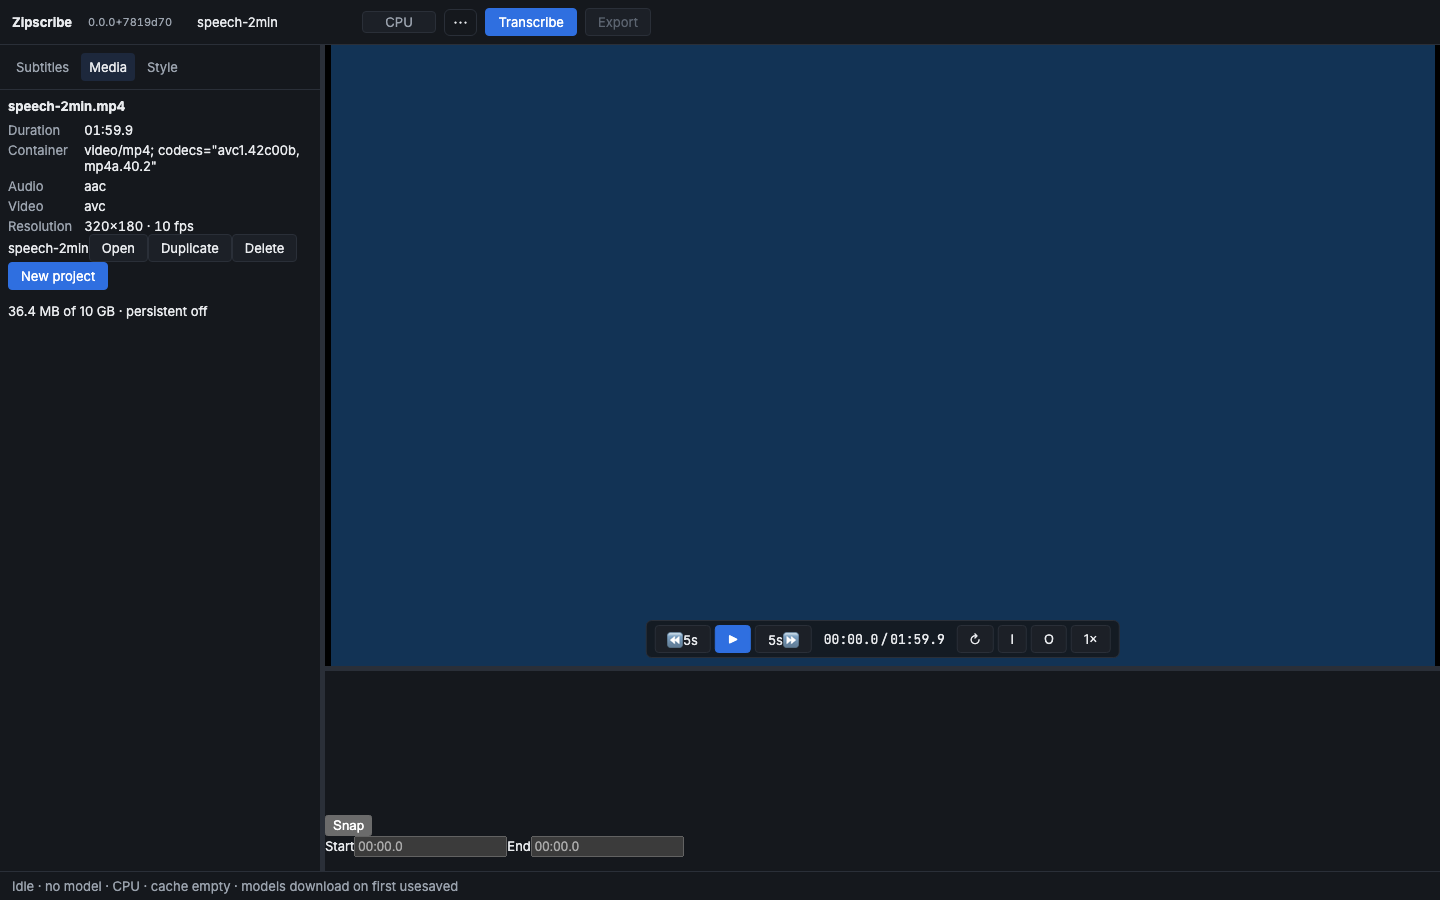 Zipscribe 0.0.0+7819d70 speech-2min CPU ··· Transcribe Export
Subtitles Media Style
speech-2min.mp4
Duration 01:59.9
Container video/mp4; codecs="avc1.42c00b,
mp4a.40.2"
Audio aac
Video avc
Resolution 320×180 · 10 fps
speech-2min Open Duplicate Delete
New project
36.4 MB of 10 GB · persistent off
⏪5s ▶ 5s⏩ 00:00.0/01:59.9 ↻ I O 1×
Snap
Start 00:00.0 End 00:00.0
Idle · no model · CPU · cache empty · models download on first usesaved